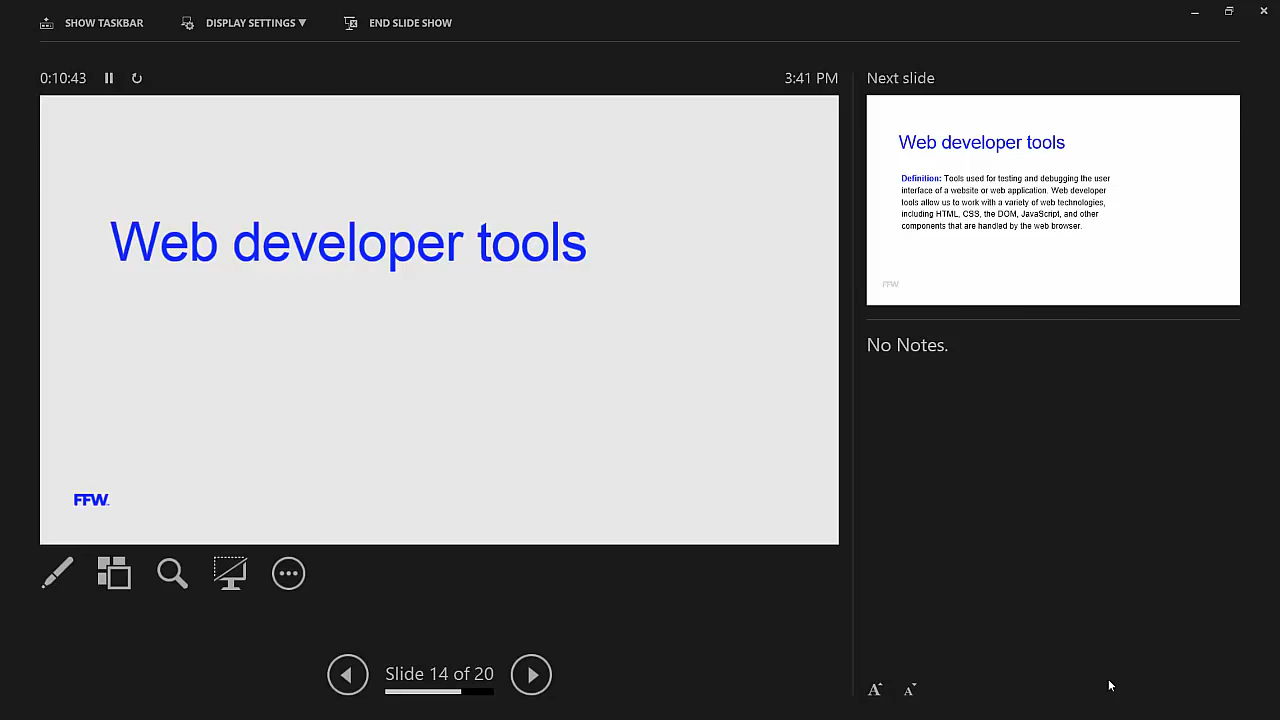 SHOW TASKBAR
DISPLAY SETTINGS ▼
END SLIDE SHOW
0:10:43
3:41 PM
Web developer tools
FFW.
Slide 14 of 20
Next slide
Web developer tools
Definition: Tools used for testing and debugging the user
interface of a website or web application. Web developer
tools allow us to work with a variety of web technologies,
including HTML, CSS, the DOM, JavaScript, and other
components that are handled by the web browser.
FFW.
No Notes.
A A